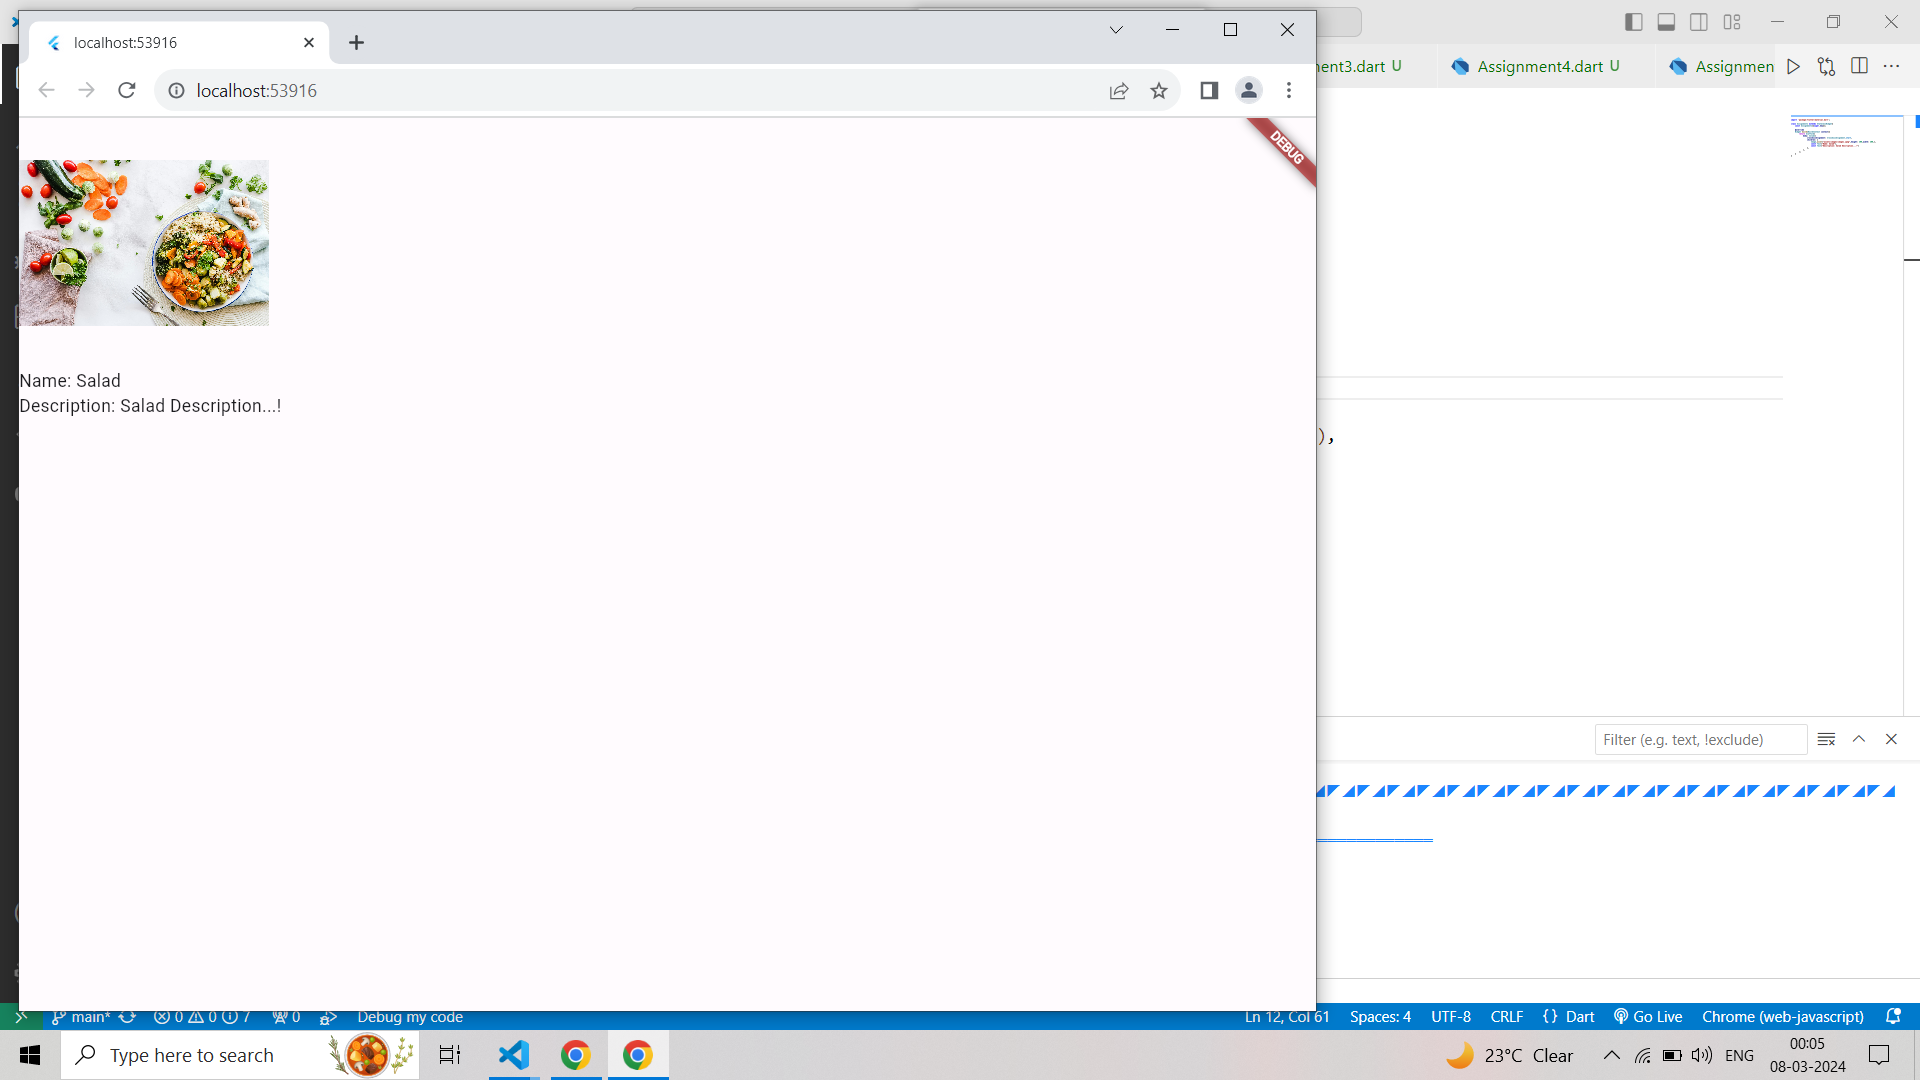 localhost:53916
localhost:53916
ment3.dart U
Assignment4.dart U
Assignmen
DEBUG
Name: Salad
Description: Salad Description...!
),
Filter (e.g. text, !exclude)
main* 0 0 7 0 Debug my code
Ln 12, Col 61 Spaces: 4 UTF-8 CRLF {} Dart Go Live Chrome (web-javascript)
Type here to search
23°C Clear
ENG
00:05
08-03-2024